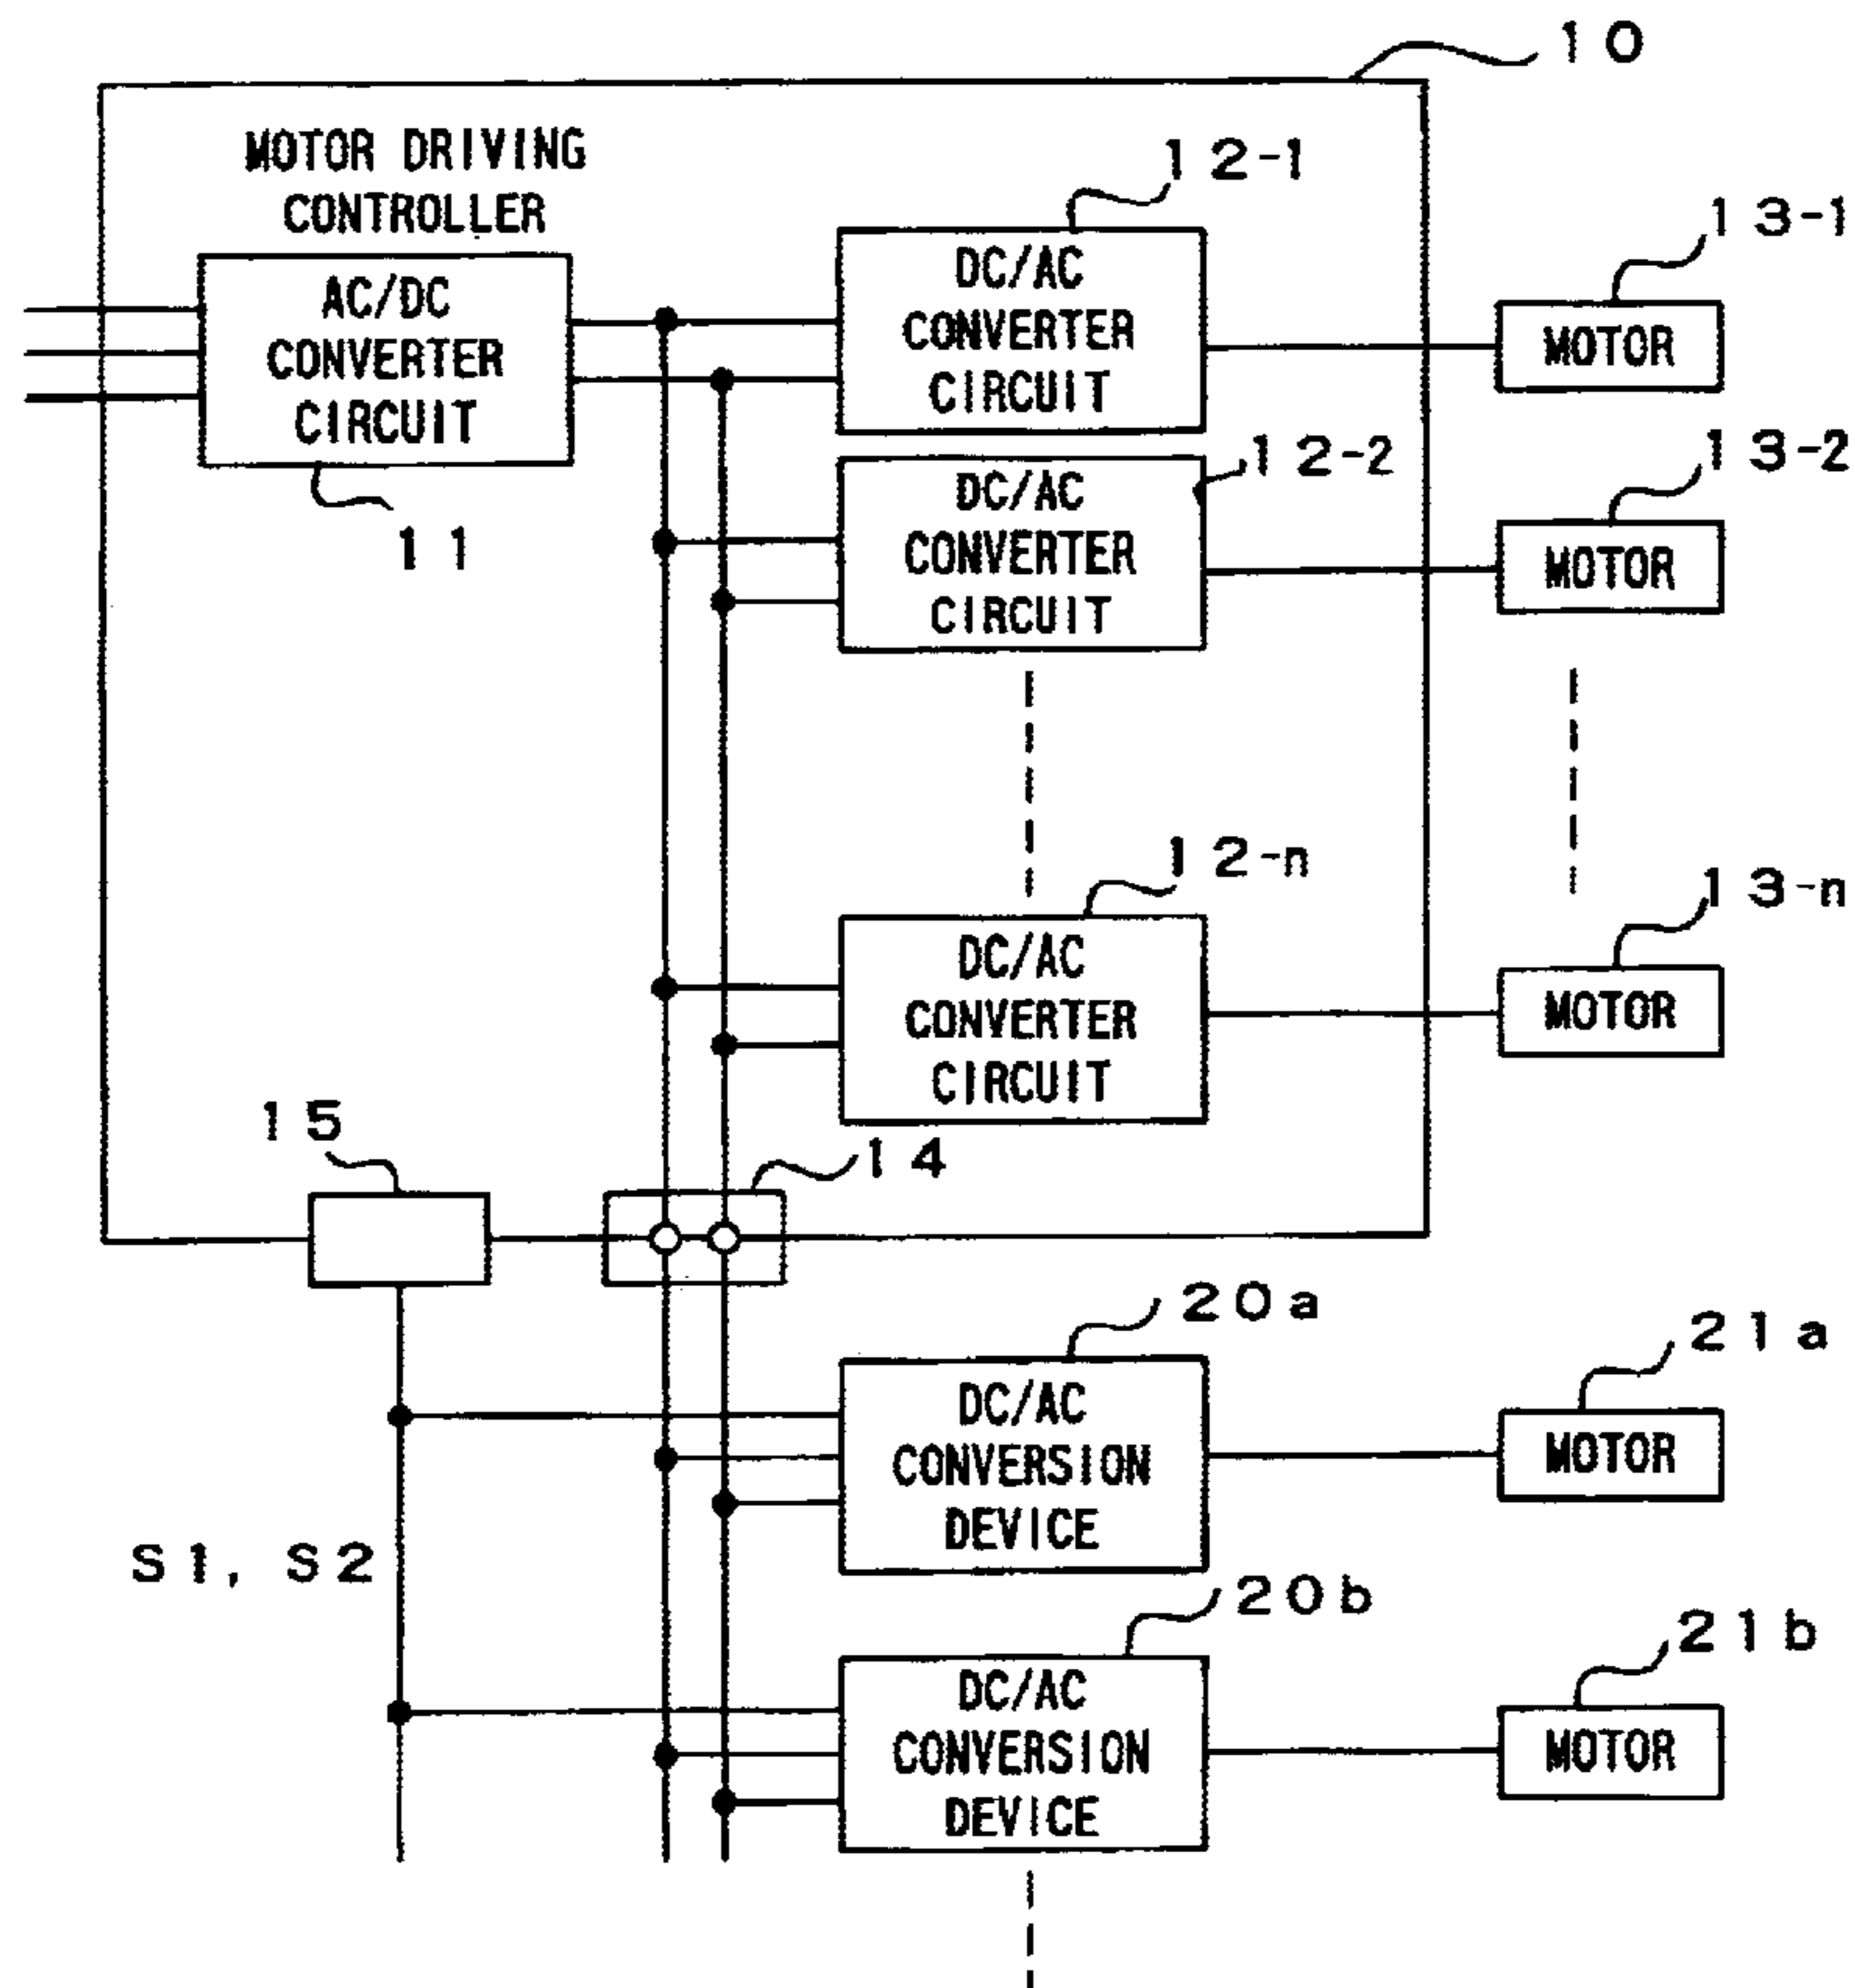 10
MOTOR DRIVING
CONTROLLER
12-1
13-1
AC/DC
CONVERTER
CIRCUIT
11
DC/AC
CONVERTER
CIRCUIT
MOTOR
12-2
13-2
DC/AC
CONVERTER
CIRCUIT
MOTOR
12-n
13-n
DC/AC
CONVERTER
CIRCUIT
MOTOR
15
14
20a
21a
DC/AC
CONVERSION
DEVICE
MOTOR
S1, S2
20b
21b
DC/AC
CONVERSION
DEVICE
MOTOR